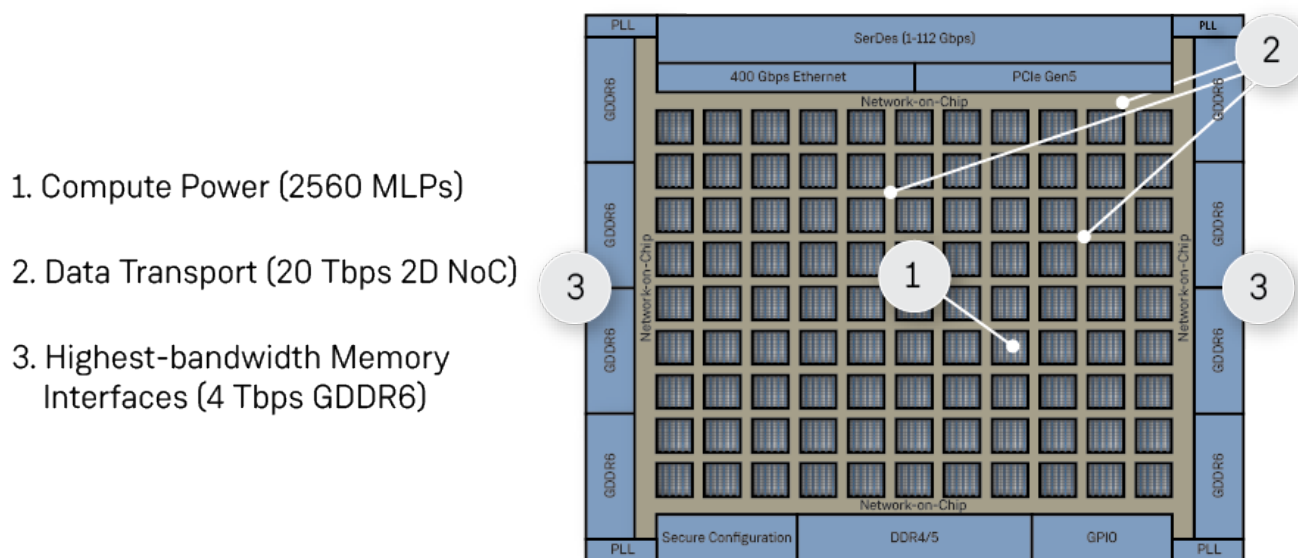 1. Compute Power (2560 MLPs)
2. Data Transport (20 Tbps 2D NoC)
3. Highest-bandwidth Memory
Interfaces (4 Tbps GDDR6)
PLL
SerDes (1-112 Gbps)
PLL
400 Gbps Ethernet
PCIe Gen5
2
Network-on-Chip
GDDR6
GDDR6
GDDR6
GDDR6
Network-on-Chip
3
1
Network-on-Chip
GDDR6
GDDR6
GDDR6
GDDR6
3
Network-on-Chip
Secure Configuration
DDR4/5
GPIO
PLL
PLL